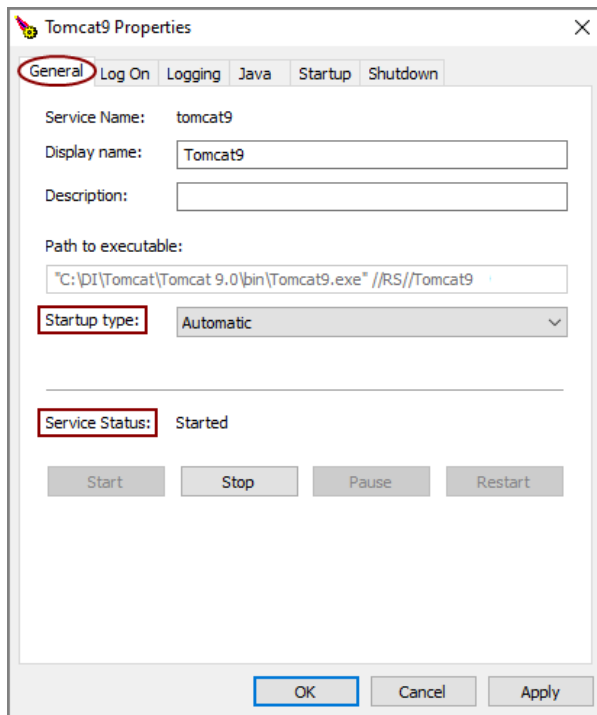 Tomcat9 Properties
General Log On Logging Java Startup Shutdown
Service Name: tomcat9
Display name: Tomcat9
Description:
Path to executable:
"C:\DI\Tomcat\Tomcat 9.0\bin\Tomcat9.exe" //RS//Tomcat9
Startup type: Automatic
Service Status: Started
Start Stop Pause Restart
OK Cancel Apply